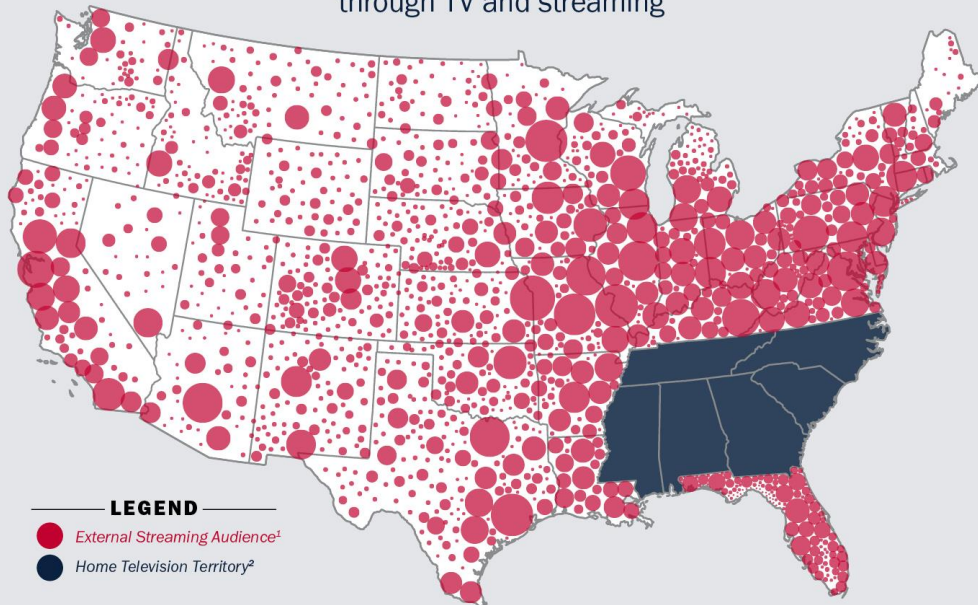 through TV and streaming
LEGEND
External Streaming Audience¹
Home Television Territory²